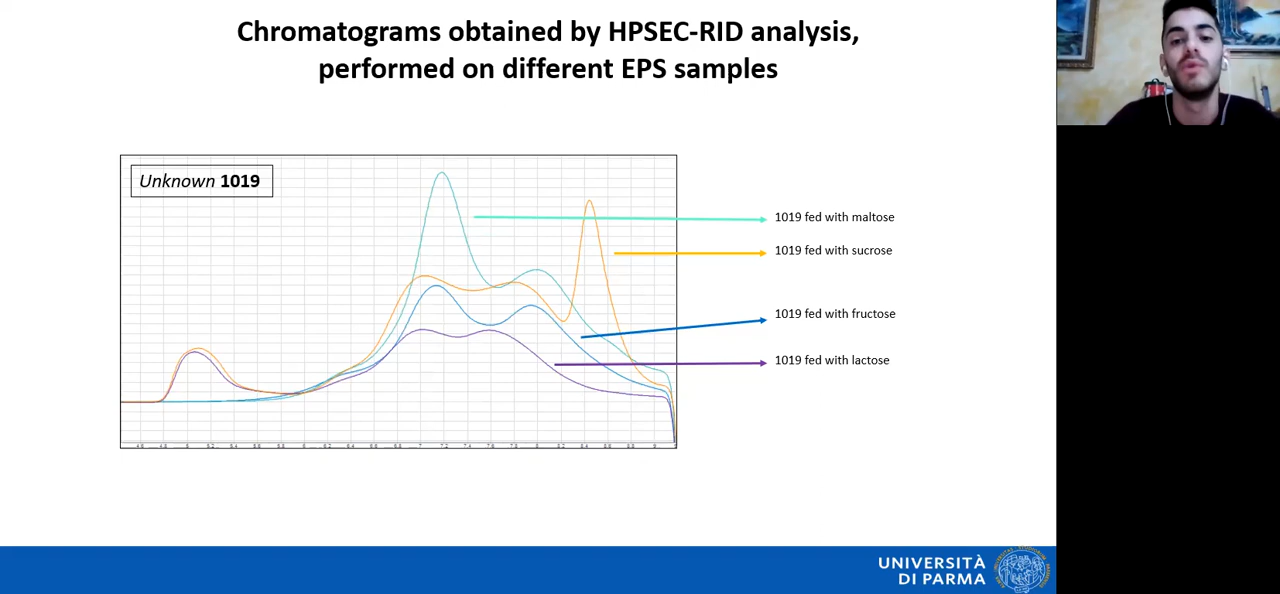 Chromatograms obtained by HPSEC-RID analysis,
performed on different EPS samples
Unknown 1019
1019 fed with maltose
1019 fed with sucrose
1019 fed with fructose
1019 fed with lactose
UNIVERSITÀ
DI PARMA